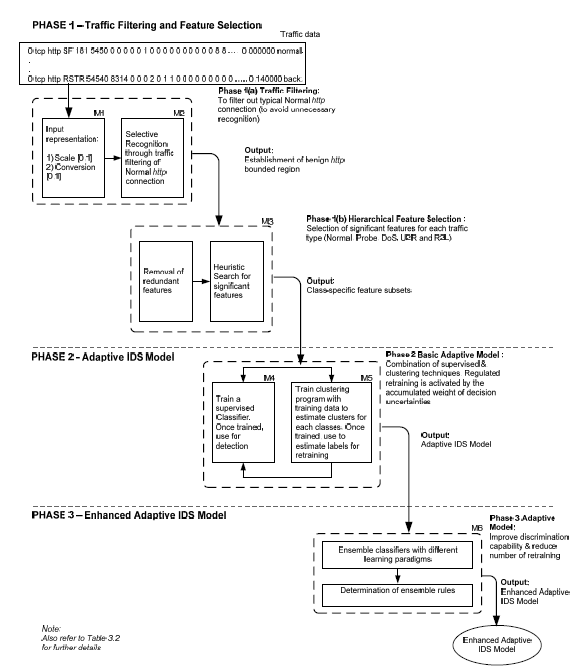 PHASE 1 – Traffic Filtering and Feature Selection
Traffic data
0 tcp http SF 181 5450 0 0 0 0 0 1 0 0 0 0 0 0 0 0 0 8 8 … 0 000000 normal.
.
.
0 tcp http RSTR 54540 8314 0 0 0 2 0 1 1 0 0 0 0 0 0 0 0 ..… 0.140000 back.
Phase 1(a) Traffic Filtering:
To filter out typical Normal http
connection (to avoid unnecessary
recognition)
M1
Input
representation:
1) Scale [0 1]
2) Conversion
[0 1]
M2
Selective
Recognition
through traffic
filtering of
Normal http
connection
Output:
Establishment of benign http
bounded region
M3
Phase 1(b) Hierarchical Feature Selection :
Selection of significant features for each traffic
type (Normal Probe DoS U2R and R2L)
Removal of
redundant
features
Heuristic
Search for
significant
features
Output:
Class-specific feature subsets
PHASE 2 - Adaptive IDS Model
Phase 2 Basic Adaptive Model :
Combination of supervised &
clustering techniques Regulated
retraining is activated by the
accumulated weight of decision
uncertainties
M4
Train a
supervised
Classifier.
Once trained,
use for
detection
M5
Train clustering
program with
training data to
estimate clusters for
each classes. Once
trained use to
estimate labels for
retraining
Output:
Adaptive IDS Model
PHASE 3 – Enhanced Adaptive IDS Model
M6
Phase 3 Adaptive
Model:
Improve discrimination
capability & reduce
number of retraining
Ensemble classifiers with different
learning paradigms
Determination of ensemble rules
Output:
Enhanced Adaptive
IDS Model
Enhanced Adaptive
IDS Model
Note:
Also refer to Table 3.2
for further details